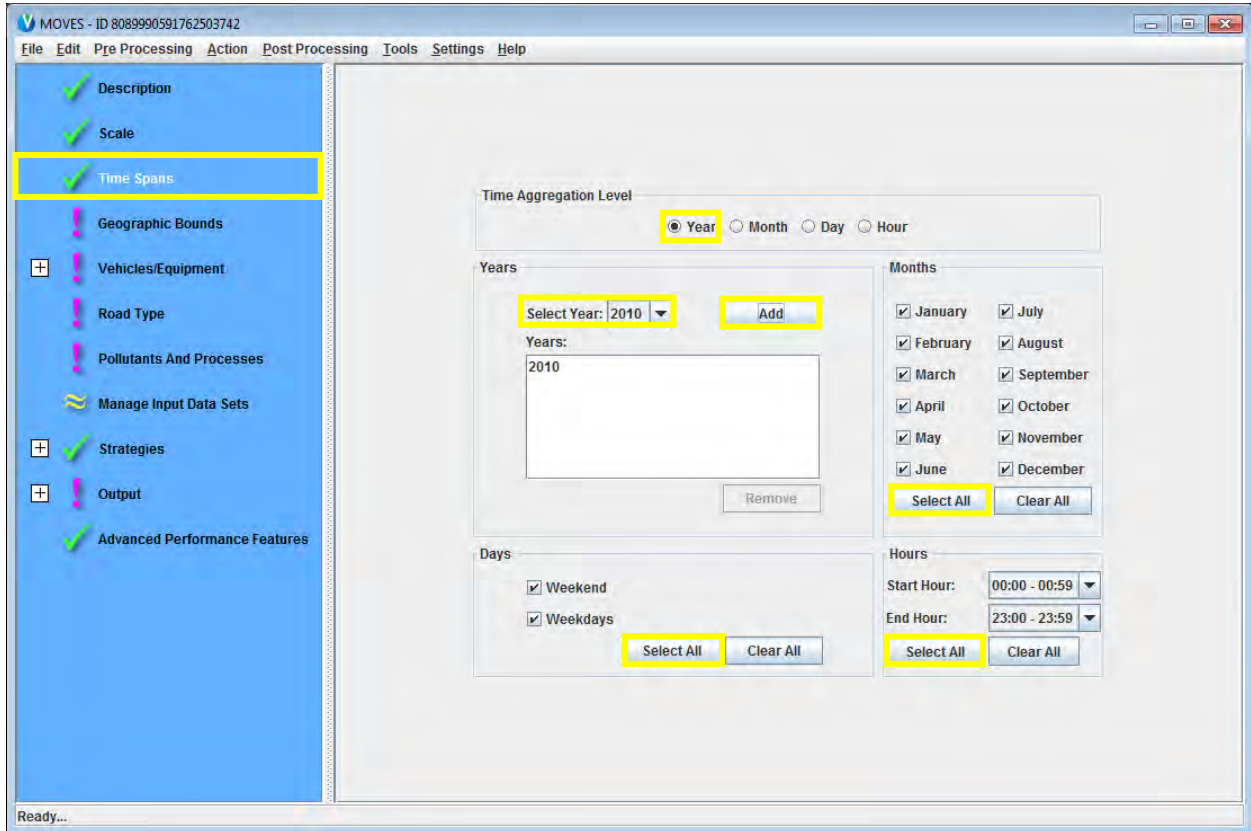 MOVES - ID 8089990591762503742
File Edit Pre Processing Action Post Processing Tools Settings Help
Description
Scale
Time Spans
Geographic Bounds
Vehicles/Equipment
Road Type
Pollutants And Processes
Manage Input Data Sets
Strategies
Output
Advanced Performance Features
Time Aggregation Level
Year Month Day Hour
Years
Select Year: 2010 Add
Years:
2010
Remove
Months
January July
February August
March September
April October
May November
June December
Select All Clear All
Days
Weekend
Weekdays
Select All Clear All
Hours
Start Hour: 00:00 - 00:59
End Hour: 23:00 - 23:59
Select All Clear All
Ready...